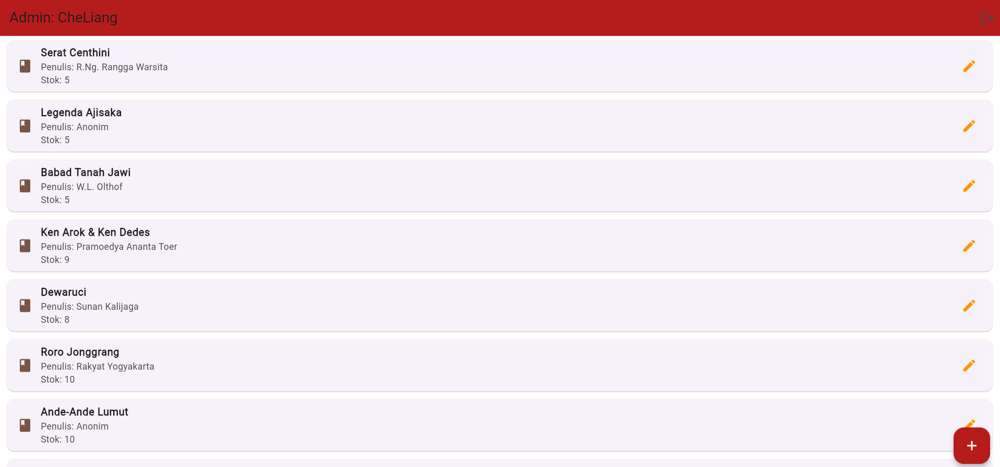 Admin: CheLiang
Serat Centhini
Penulis: R.Ng. Rangga Warsita
Stok: 5
Legenda Ajisaka
Penulis: Anonim
Stok: 5
Babad Tanah Jawi
Penulis: W.L. Olthof
Stok: 5
Ken Arok & Ken Dedes
Penulis: Pramoedya Ananta Toer
Stok: 9
Dewaruci
Penulis: Sunan Kalijaga
Stok: 8
Roro Jonggrang
Penulis: Rakyat Yogyakarta
Stok: 10
Ande-Ande Lumut
Penulis: Anonim
Stok: 10